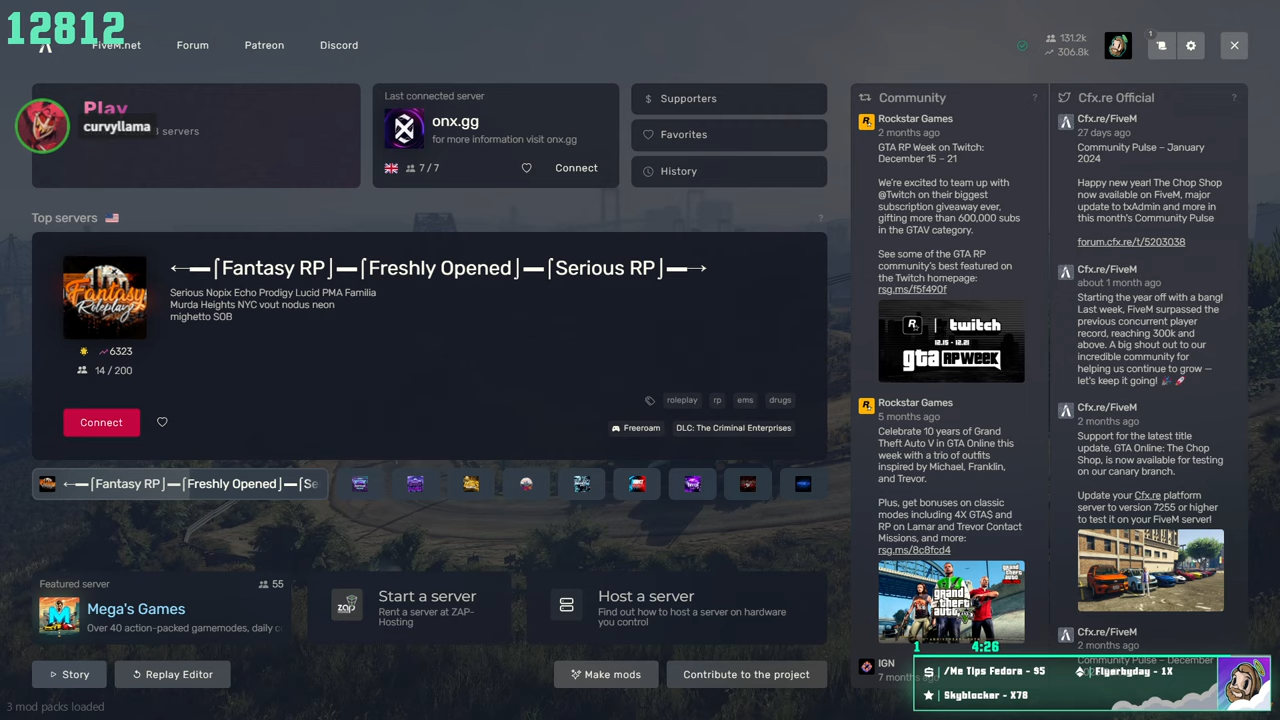 12812
FiveM.net
Forum
Patreon
Discord
131.2k
306.8k
1
Play
curvyllama
servers
Last connected server
onx.gg
for more information visit onx.gg
7 / 7
Connect
Supporters
Favorites
History
Top servers
?
←—⌈Fantasy RP⌋—⌈Freshly Opened⌋—⌈Serious RP⌋—→
Serious Nopix Echo Prodigy Lucid PMA Familia
Murda Heights NYC vout nodus neon
mighetto SOB
Fantasy
Roleplay
6323
14 / 200
Connect
roleplay
rp
ems
drugs
Freeroam
DLC: The Criminal Enterprises
←—⌈Fantasy RP⌋—⌈Freshly Opened⌋—⌈Se
Featured server
55
Mega's Games
Over 40 action-packed gamemodes, daily c
ZAP
Start a server
Rent a server at ZAP-
Hosting
Host a server
Find out how to host a server on hardware
you control
Story
Replay Editor
Make mods
Contribute to the project
3 mod packs loaded
Community
?
Rockstar Games
2 months ago
GTA RP Week on Twitch:
December 15 – 21
We're excited to team up with
@Twitch on their biggest
subscription giveaway ever,
gifting more than 600,000 subs
in the GTAV category.
See some of the GTA RP
community's best featured on
the Twitch homepage:
rsg.ms/f5f490f
R | twitch
12.15 - 12.21
gta RP WEEK
Rockstar Games
5 months ago
Celebrate 10 years of Grand
Theft Auto V in GTA Online this
week with a trio of outfits
inspired by Michael, Franklin,
and Trevor.
Plus, get bonuses on classic
modes including 4X GTA$ and
RP on Lamar and Trevor Contact
Missions, and more:
rsg.ms/8c8fcd4
grand
theft
auto
IGN
7 months ago
Cfx.re Official
?
Cfx.re/FiveM
27 days ago
Community Pulse – January
2024
Happy new year! The Chop Shop
now available on FiveM, major
update to txAdmin and more in
this month's Community Pulse
forum.cfx.re/t/5203038
Cfx.re/FiveM
about 1 month ago
Starting the year off with a bang!
Last week, FiveM surpassed the
previous concurrent player
record, reaching 300k and
above. A big shout out to our
incredible community for
helping us continue to grow —
let's keep it going! 🎉 🚀
Cfx.re/FiveM
2 months ago
Support for the latest title
update, GTA Online: The Chop
Shop, is now available for testing
on our canary branch.
Update your Cfx.re platform
server to version 7255 or higher
to test it on your FiveM server!
Cfx.re/FiveM
2 months ago
Community Pulse – December
1
4:26
/Me Tips Fedora - 95
Flyerbyday - 1X
Skyblocker - X78